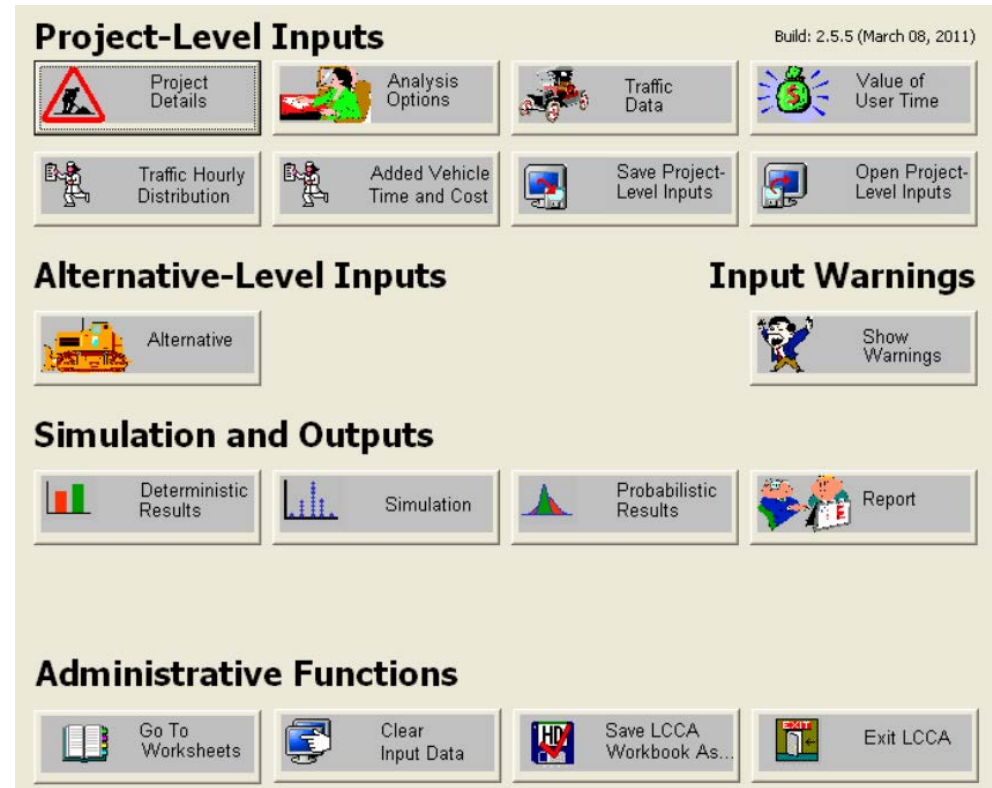 Project-Level Inputs
Build: 2.5.5 (March 08, 2011)
Project
Details
Analysis
Options
Traffic
Data
Value of
User Time
Traffic Hourly
Distribution
Added Vehicle
Time and Cost
Save Project-
Level Inputs
Open Project-
Level Inputs
Alternative-Level Inputs
Input Warnings
Alternative
Show
Warnings
Simulation and Outputs
Deterministic
Results
Simulation
Probabilistic
Results
Report
Administrative Functions
Go To
Worksheets
Clear
Input Data
HD
Save LCCA
Workbook As...
EXIT
Exit LCCA